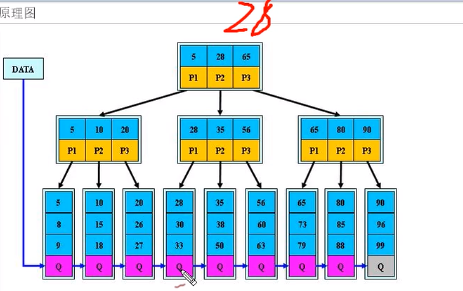 原理图
28
5 28 65
DATA
P1 P2 P3
5 10 20 28 35 56 65 80 90
P1 P2 P3 P1 P2 P3 P1 P2 P3
5 10 20 28 35 56 65 80 90
8 15 26 30 38 60 73 85 96
9 18 27 33 50 63 79 88 99
Q Q Q Q Q Q Q Q Q